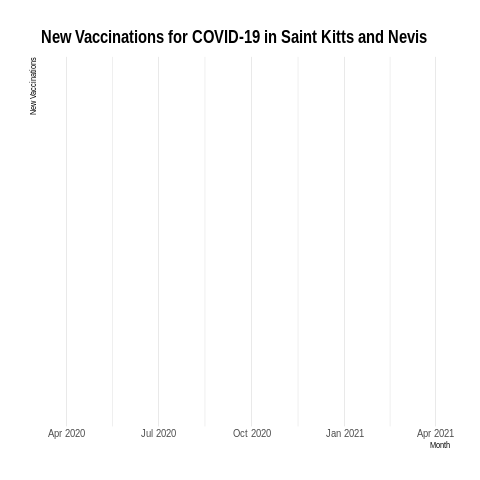 New Vaccinations for COVID-19 in Saint Kitts and Nevis
New Vaccinations
Apr 2020
Jul 2020
Oct 2020
Jan 2021
Apr 2021
Month